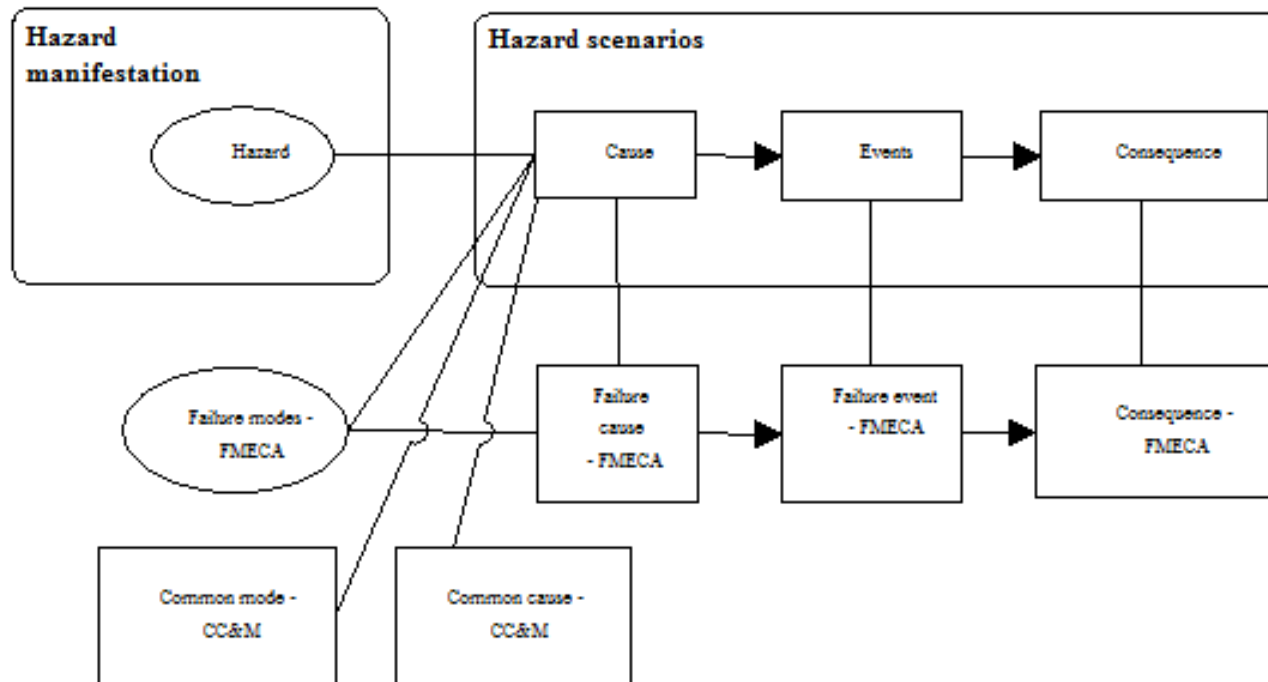 Hazard
manifestation
Hazard scenarios
Hazard
Cause
Events
Consequence
Failure modes -
FMECA
Failure
cause
- FMECA
Failure event
- FMECA
Consequence -
FMECA
Common mode -
CC&M
Common cause -
CC&M